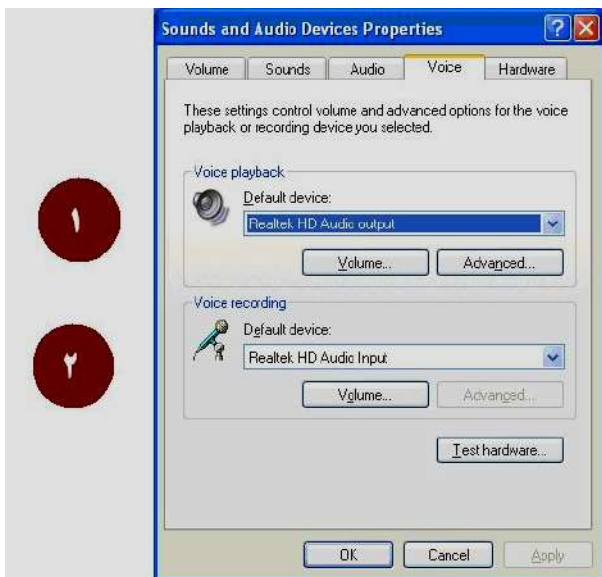 Sounds and Audio Devices Properties
Volume
Sounds
Audio
Voice
Hardware
These settings control volume and advanced options for the voice
playback or recording device you selected.
Voice playback
Default device:
۱
Realtek HD Audio output
Volume...
Advanced...
Voice recording
Default device:
۲
Realtek HD Audio Input
Volume...
Advanced...
Test hardware...
OK
Cancel
Apply